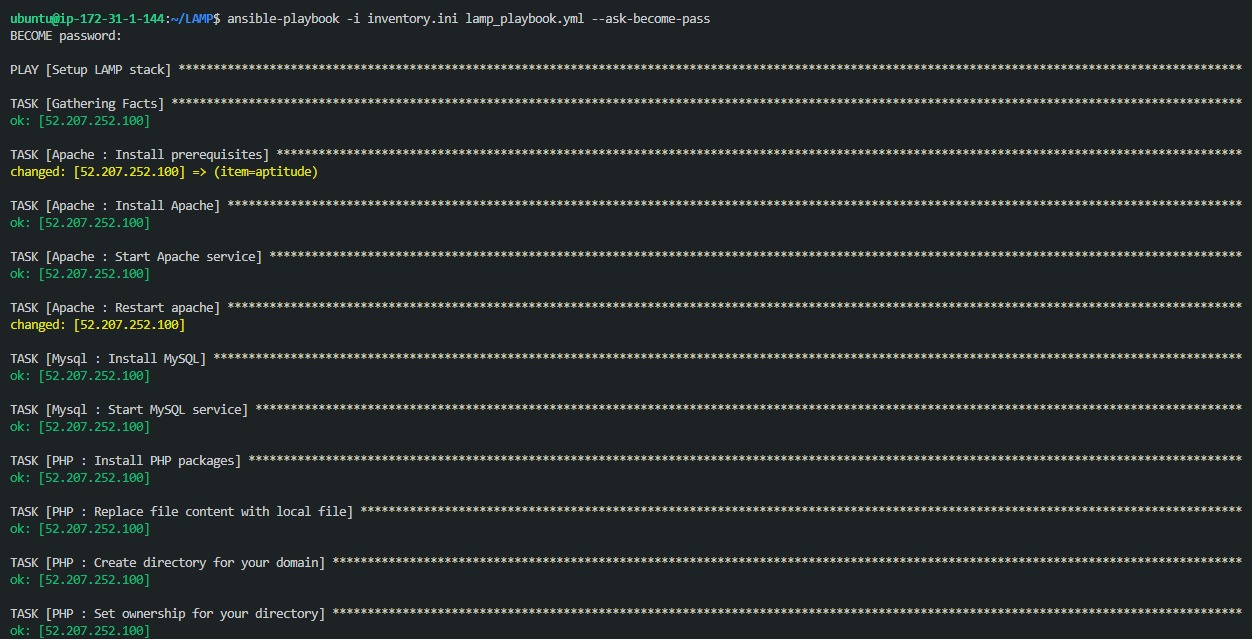 ubuntu@ip-172-31-1-144:~/LAMP$ ansible-playbook -i inventory.ini lamp_playbook.yml --ask-become-pass
BECOME password:
PLAY [Setup LAMP stack] ********************************************************************************************************************************************************
TASK [Gathering Facts] *********************************************************************************************************************************************************
ok: [52.207.252.100]
TASK [Apache : Install prerequisites] ******************************************************************************************************************************************
changed: [52.207.252.100] => (item=aptitude)
TASK [Apache : Install Apache] *************************************************************************************************************************************************
ok: [52.207.252.100]
TASK [Apache : Start Apache service] *******************************************************************************************************************************************
ok: [52.207.252.100]
TASK [Apache : Restart apache] *************************************************************************************************************************************************
changed: [52.207.252.100]
TASK [Mysql : Install MySQL] ***************************************************************************************************************************************************
ok: [52.207.252.100]
TASK [Mysql : Start MySQL service] *********************************************************************************************************************************************
ok: [52.207.252.100]
TASK [PHP : Install PHP packages] **********************************************************************************************************************************************
ok: [52.207.252.100]
TASK [PHP : Replace file content with local file] ******************************************************************************************************************************
ok: [52.207.252.100]
TASK [PHP : Create directory for your domain] **********************************************************************************************************************************
ok: [52.207.252.100]
TASK [PHP : Set ownership for your directory] **********************************************************************************************************************************
ok: [52.207.252.100]